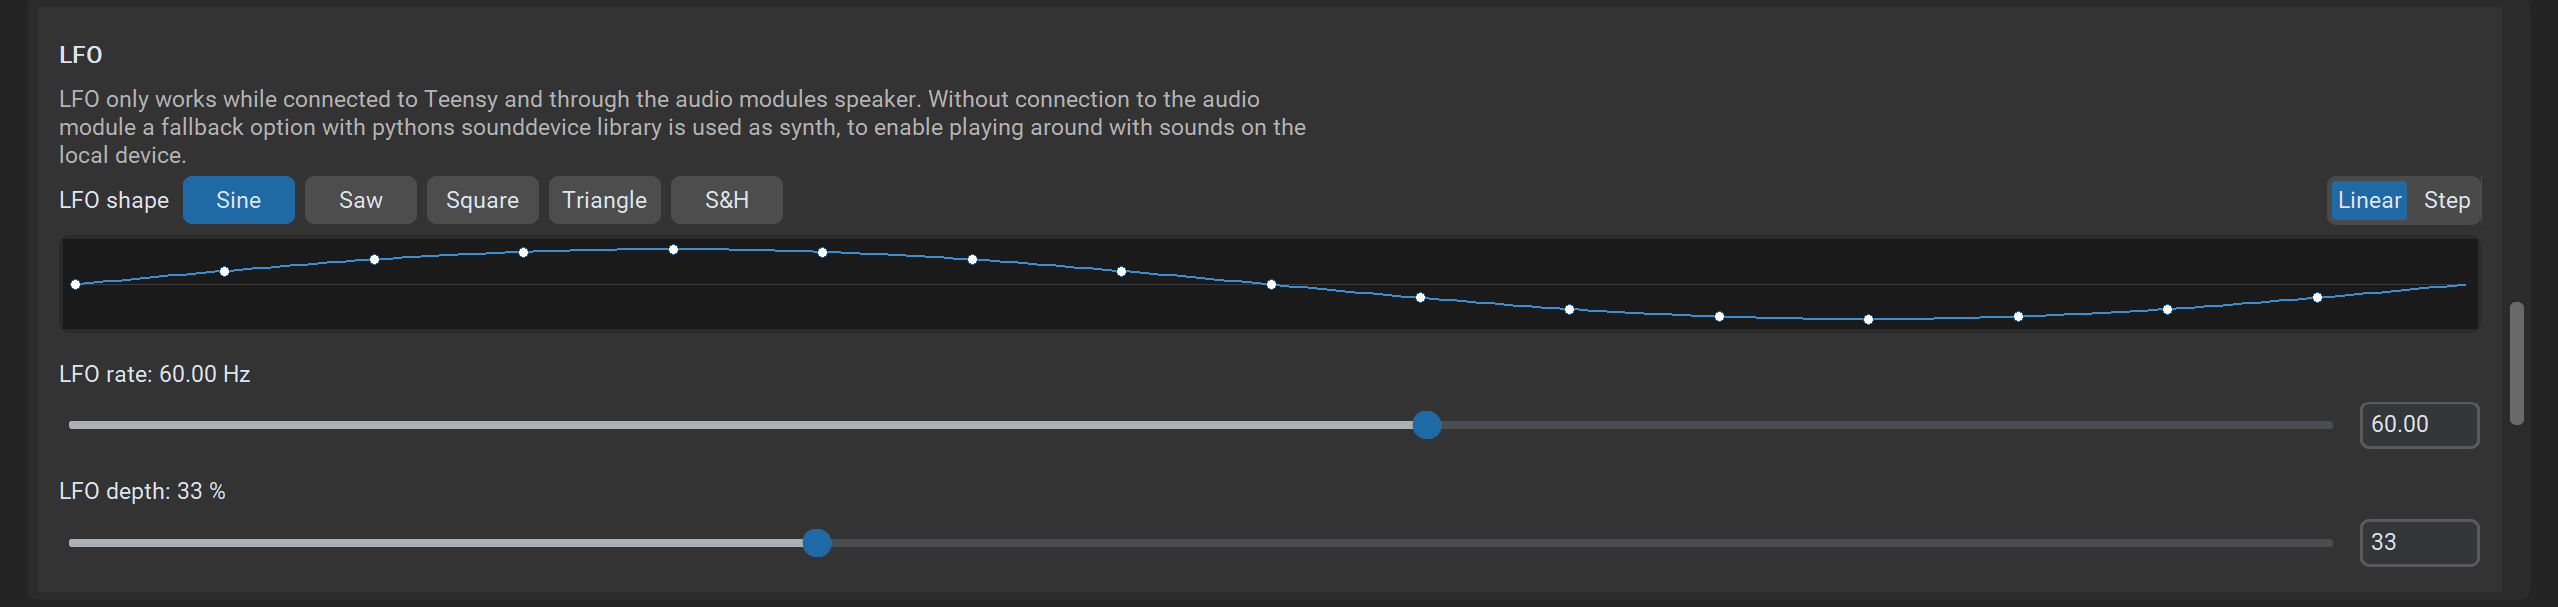 LFO
LFO only works while connected to Teensy and through the audio modules speaker. Without connection to the audio
module a fallback option with pythons sounddevice library is used as synth, to enable playing around with sounds on the
local device.
LFO shape Sine Saw Square Triangle S&H Linear Step
LFO rate: 60.00 Hz
60.00
LFO depth: 33 %
33